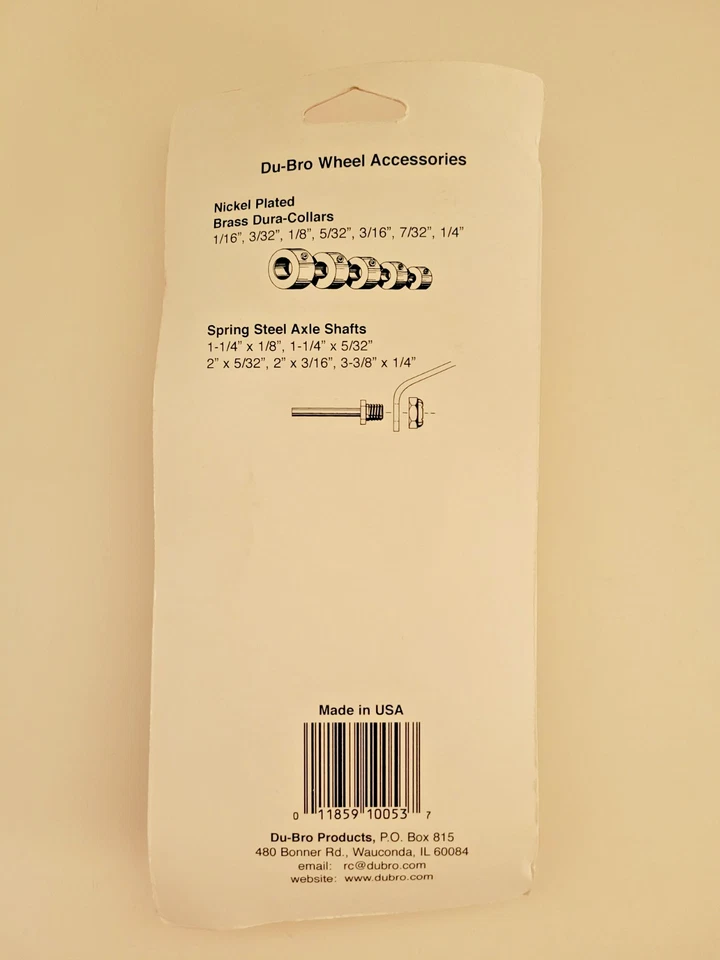 Du-Bro Wheel Accessories
Nickel Plated
Brass Dura-Collars
1/16", 3/32", 1/8", 5/32", 3/16", 7/32", 1/4"
Spring Steel Axle Shafts
1-1/4" x 1/8", 1-1/4" x 5/32"
2" x 5/32", 2" x 3/16", 3-3/8" x 1/4"
Made in USA
0 11859 10053 7
Du-Bro Products, P.O. Box 815
480 Bonner Rd., Wauconda, IL 60084
email: rc@dubro.com
website: www.dubro.com